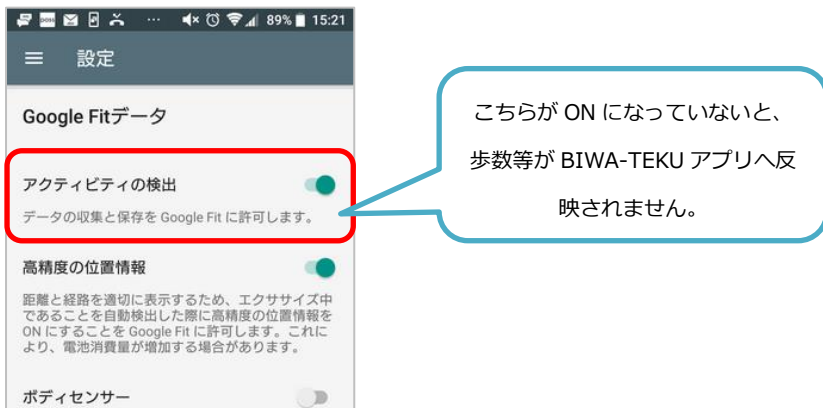 89% 15:21
設定
Google Fitデータ
アクティビティの検出
データの収集と保存を Google Fit に許可します。
高精度の位置情報
距離と経路を適切に表示するため、エクササイズ中
であることを自動検出した際に高精度の位置情報を
ON にすることを Google Fit に許可します。これに
より、電池消費量が増加する場合があります。
ボディセンサー
こちらが ON になっていないと、
歩数等が BIWA-TEKU アプリへ反
映されません。